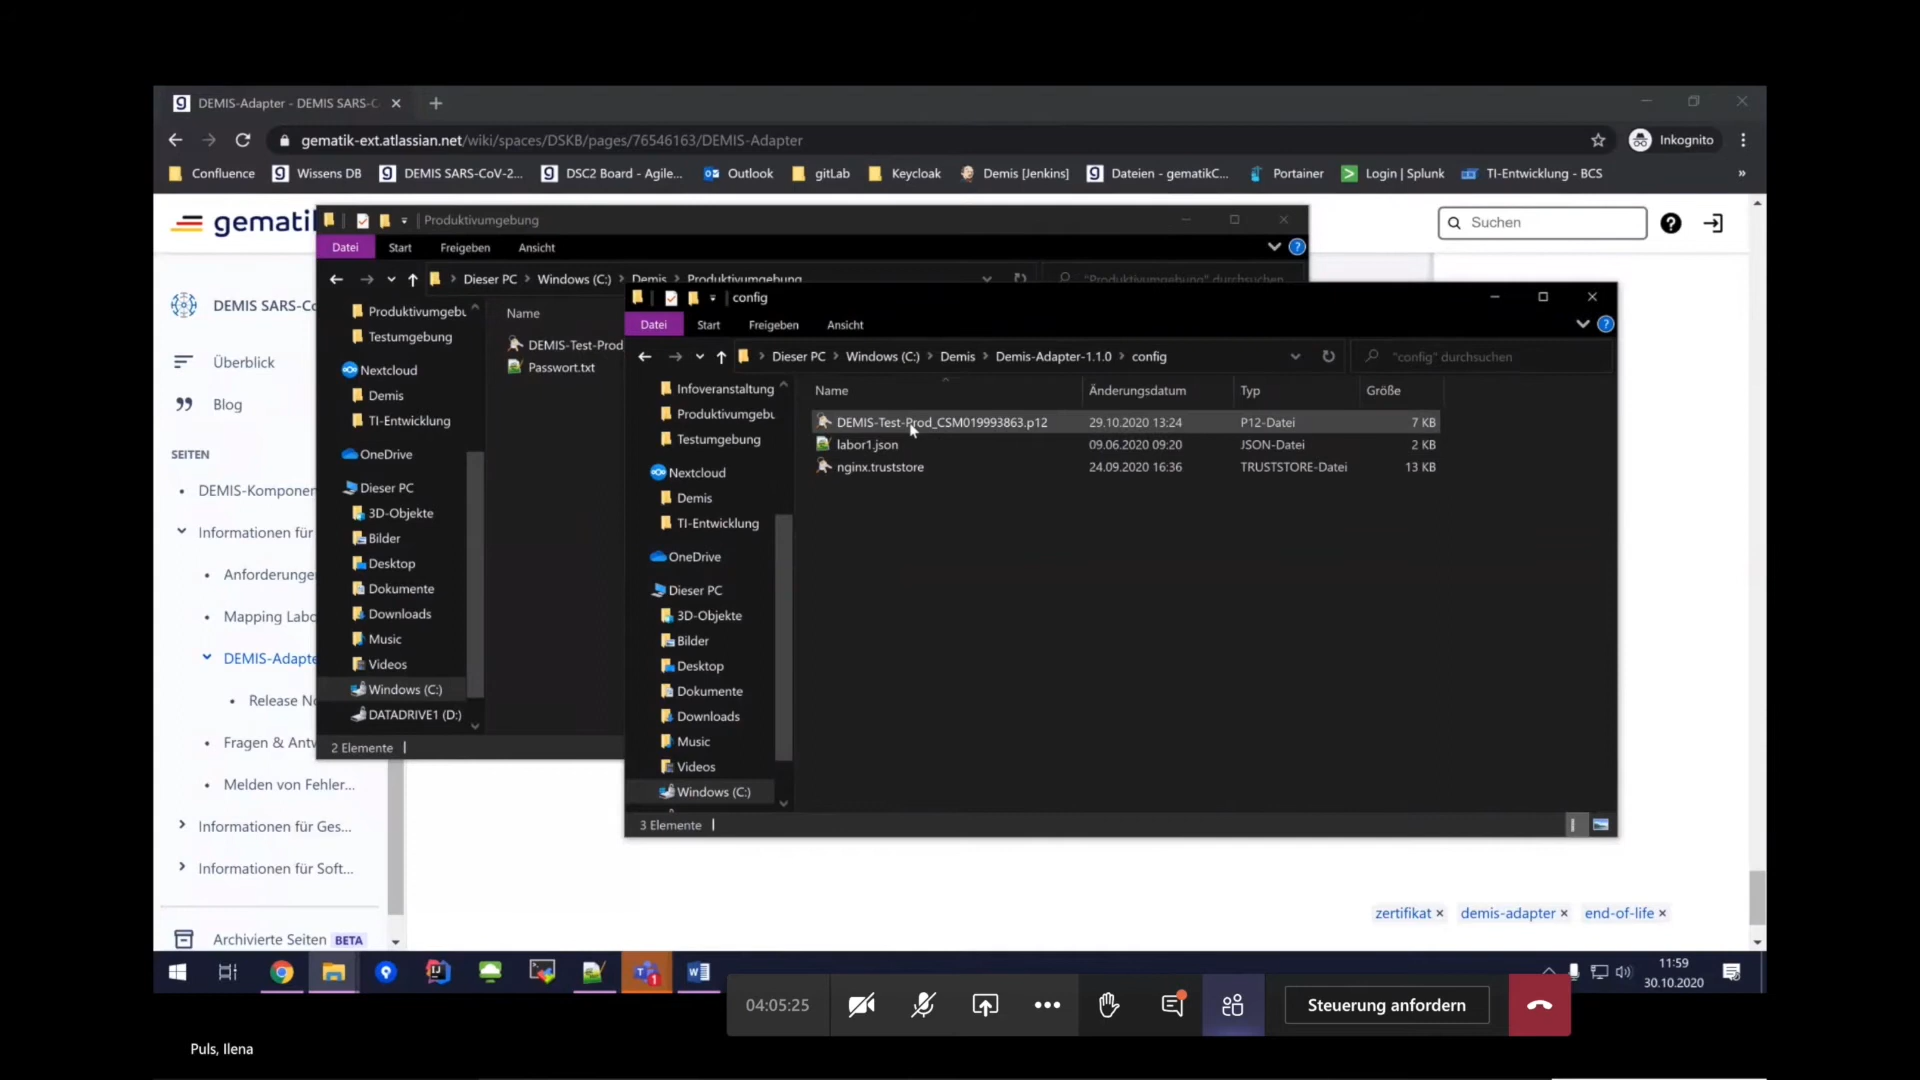 DEMIS-Adapter - DEMIS SARS-C
gematik-ext.atlassian.net/wiki/spaces/DSKB/pages/76546163/DEMIS-Adapter
Inkognito
Confluence
Wissens DB
DEMIS SARS-CoV-2...
DSC2 Board - Agile...
Outlook
gitLab
Keycloak
Demis [Jenkins]
Dateien - gematikC...
Portainer
Login | Splunk
TI-Entwicklung - BCS
»
gematik
Suchen
DEMIS SARS-Co
Überblick
Blog
SEITEN
DEMIS-Komponen
Informationen für
Anforderunge
Mapping Labo
DEMIS-Adapte
Release No
Fragen & Antv
Melden von Fehler...
Informationen für Ges...
Informationen für Soft...
Archivierte Seiten BETA
Produktivumgebung
Datei Start Freigeben Ansicht
Dieser PC > Windows (C:) > Demis > Produktivumgebung
"Produktivumgebung" durchsuchen
Produktivumgebu
Testumgebung
Nextcloud
Demis
TI-Entwicklung
OneDrive
Dieser PC
3D-Objekte
Bilder
Desktop
Dokumente
Downloads
Music
Videos
Windows (C:)
DATADRIVE1 (D:)
Name
DEMIS-Test-Prod
Passwort.txt
2 Elemente
config
Datei Start Freigeben Ansicht
Dieser PC > Windows (C:) > Demis > Demis-Adapter-1.1.0 > config
"config" durchsuchen
Infoveranstaltung
Produktivumgebu
Testumgebung
Nextcloud
Demis
TI-Entwicklung
OneDrive
Dieser PC
3D-Objekte
Bilder
Desktop
Dokumente
Downloads
Music
Videos
Windows (C:)
Name Änderungsdatum Typ Größe
DEMIS-Test-Prod_CSM019993863.p12 29.10.2020 13:24 P12-Datei 7 KB
labor1.json 09.06.2020 09:20 JSON-Datei 2 KB
nginx.truststore 24.09.2020 16:36 TRUSTSTORE-Datei 13 KB
3 Elemente
zertifikat × demis-adapter × end-of-life ×
11:59
30.10.2020
04:05:25
Steuerung anfordern
Puls, Ilena